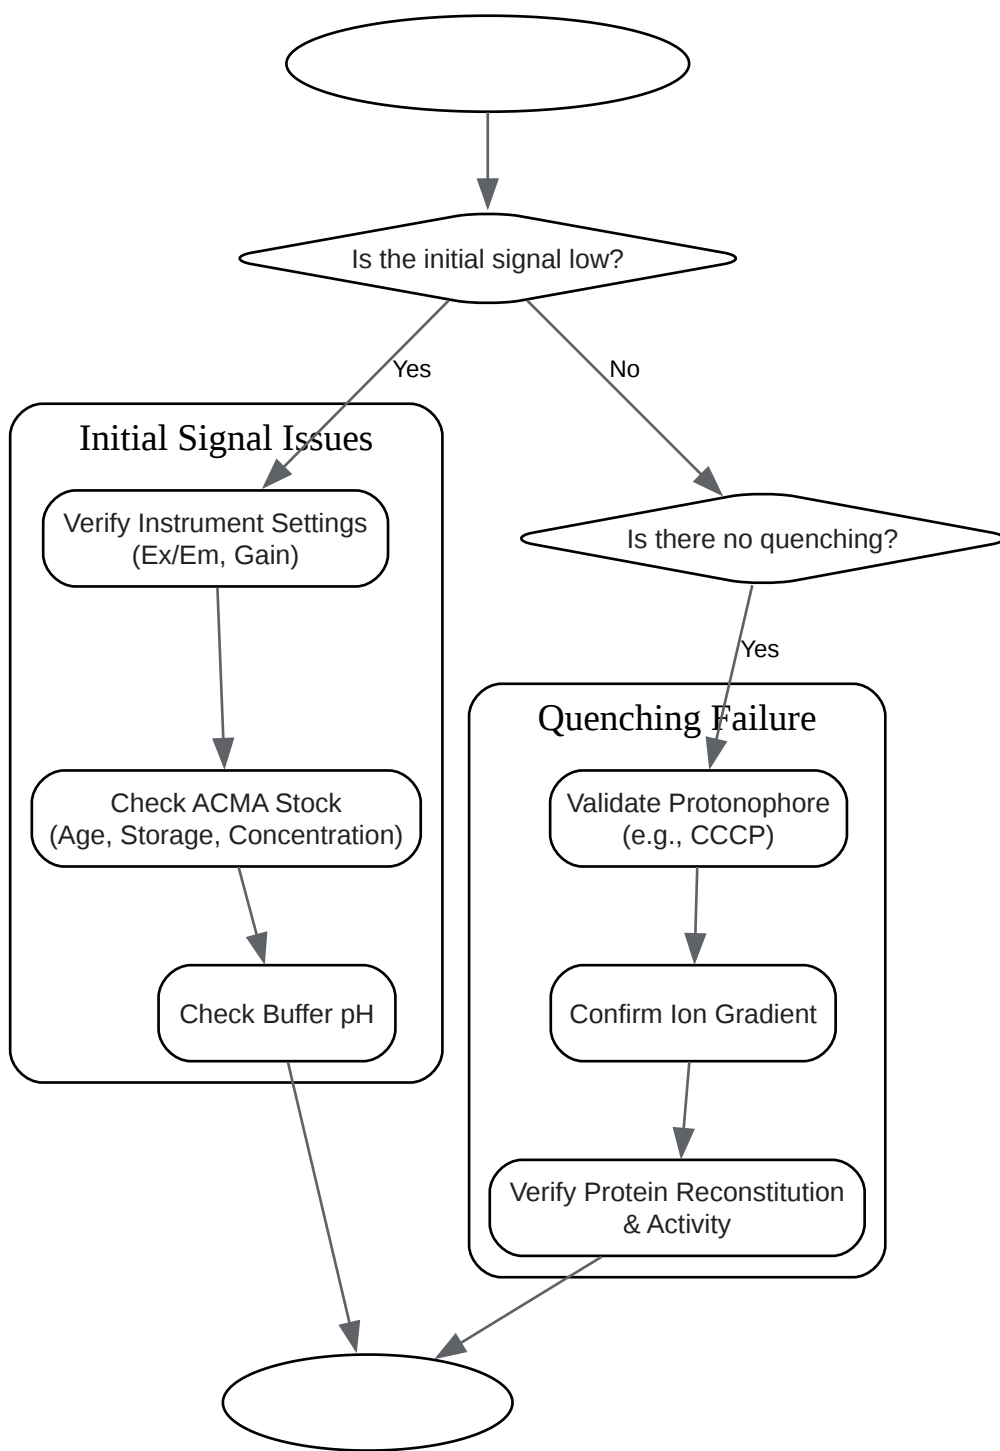 Is the initial signal low?
Yes
No
Initial Signal Issues
Verify Instrument Settings
(Ex/Em, Gain)
Is there no quenching?
Yes
Quenching Failure
Check ACMA Stock
(Age, Storage, Concentration)
Validate Protonophore
(e.g., CCCP)
Check Buffer pH
Confirm Ion Gradient
Verify Protein Reconstitution
& Activity